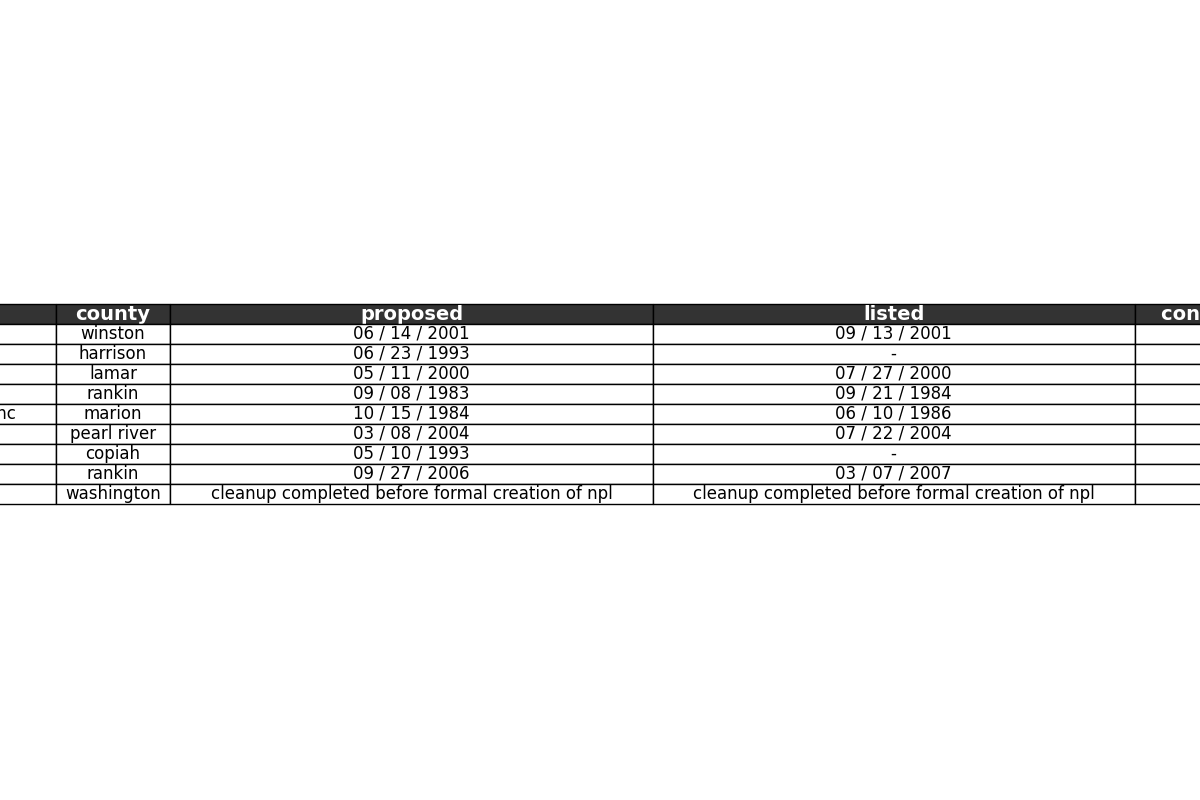 county proposed listed con
winston 06 / 14 / 2001 09 / 13 / 2001
harrison 06 / 23 / 1993 -
lamar 05 / 11 / 2000 07 / 27 / 2000
rankin 09 / 08 / 1983 09 / 21 / 1984
nc marion 10 / 15 / 1984 06 / 10 / 1986
pearl river 03 / 08 / 2004 07 / 22 / 2004
copiah 05 / 10 / 1993 -
rankin 09 / 27 / 2006 03 / 07 / 2007
washington cleanup completed before formal creation of npl cleanup completed before formal creation of npl